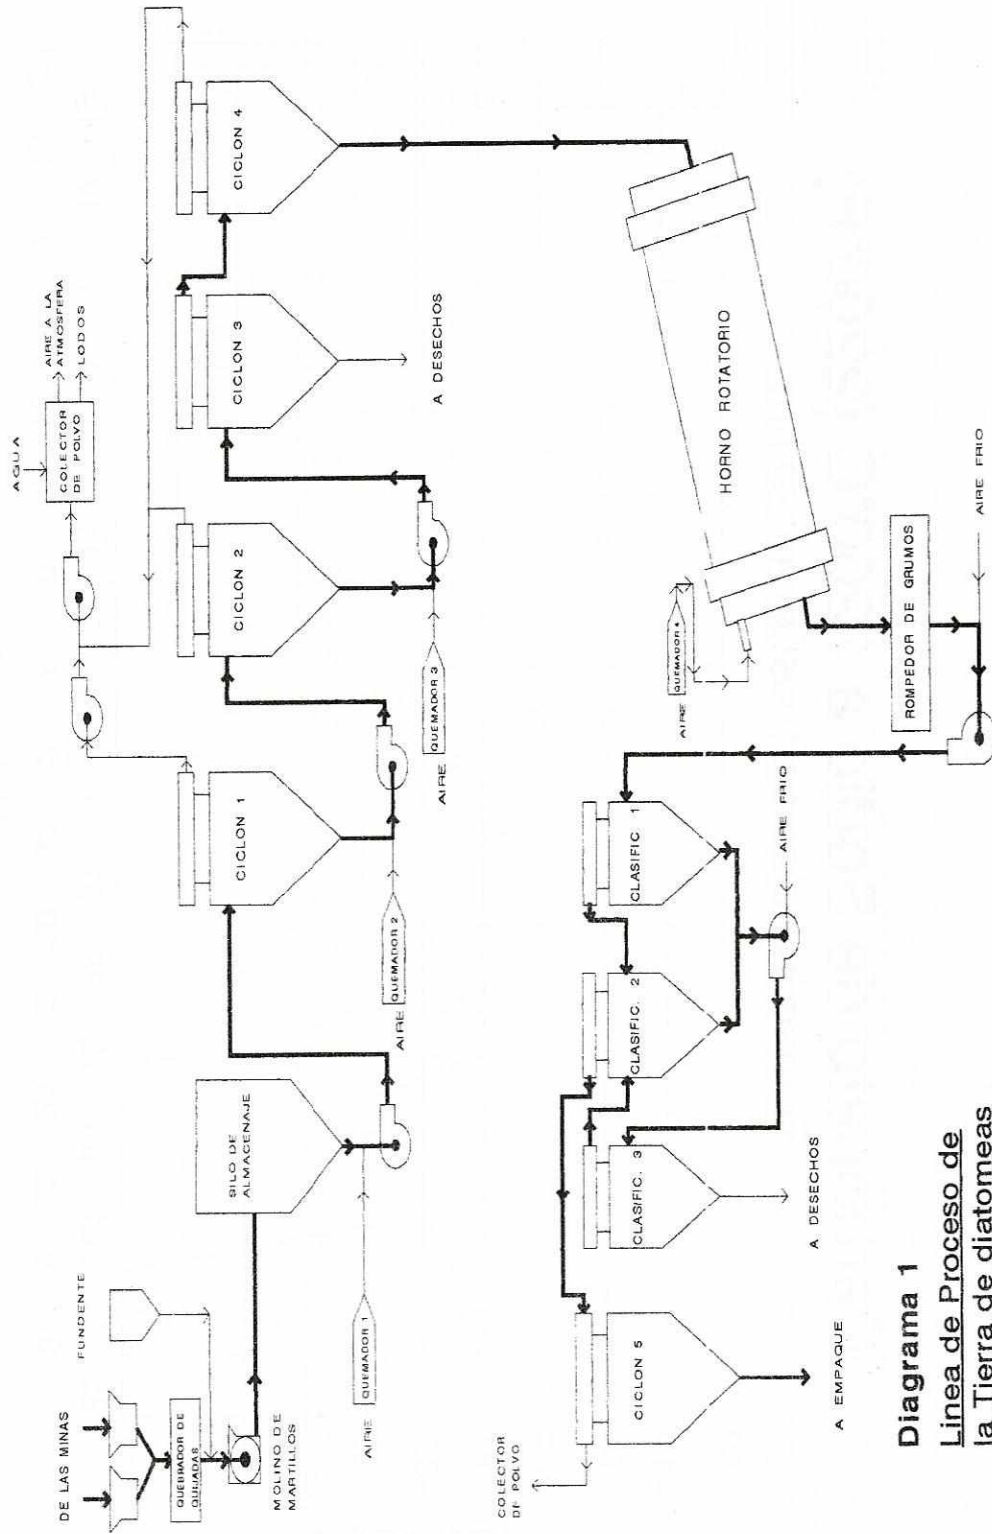 DE LAS MINAS
FUNDENTE
QUEBRADOR DE
QUIJADAS
MOLINO DE
MARTILLOS
SILO DE
ALMACENAJE
AIRE
QUEMADOR 1
CICLON 1
AIRE
QUEMADOR 2
CICLON 2
AIRE
QUEMADOR 3
AGUA
COLECTOR
DE POLVO
AIRE A LA
ATMOSFERA
LODOS
CICLON 3
A DESECHOS
CICLON 4
HORNO ROTATORIO
AIRE
QUEMADOR 4
ROMPEDOR DE GRUMOS
AIRE FRIO
CLASIFIC. 1
CLASIFIC. 2
AIRE FRIO
CLASIFIC. 3
A DESECHOS
CICLON 5
COLECTOR
DE POLVO
A EMPAQUE
Diagrama 1
Linea de Proceso de
la Tierra de diatomeas